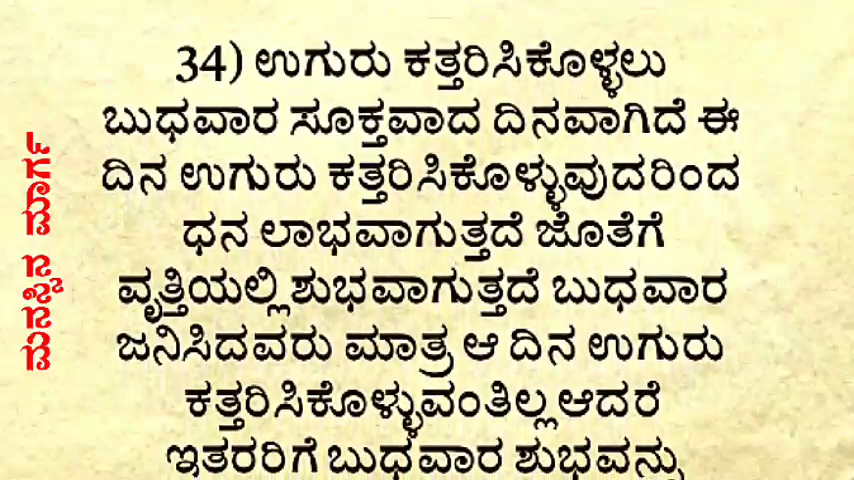 34) ಉಗುರು ಕತ್ತರಿಸಿಕೊಳ್ಳಲು
ಬುಧವಾರ ಸೂಕ್ತವಾದ ದಿನವಾಗಿದೆ ಈ
ದಿನ ಉಗುರು ಕತ್ತರಿಸಿಕೊಳ್ಳುವುದರಿಂದ
ಧನ ಲಾಭವಾಗುತ್ತದೆ ಜೊತೆಗೆ
ವೃತ್ತಿಯಲ್ಲಿ ಶುಭವಾಗುತ್ತದೆ ಬುಧವಾರ
ಜನಿಸಿದವರು ಮಾತ್ರ ಆ ದಿನ ಉಗುರು
ಕತ್ತರಿಸಿಕೊಳ್ಳುವಂತಿಲ್ಲ ಆದರೆ
ಇತರರಿಗೆ ಬುಧವಾರ ಶುಭವನ್ನು
ಮನಸ್ಸಿನ ಮಾರ್ಗ